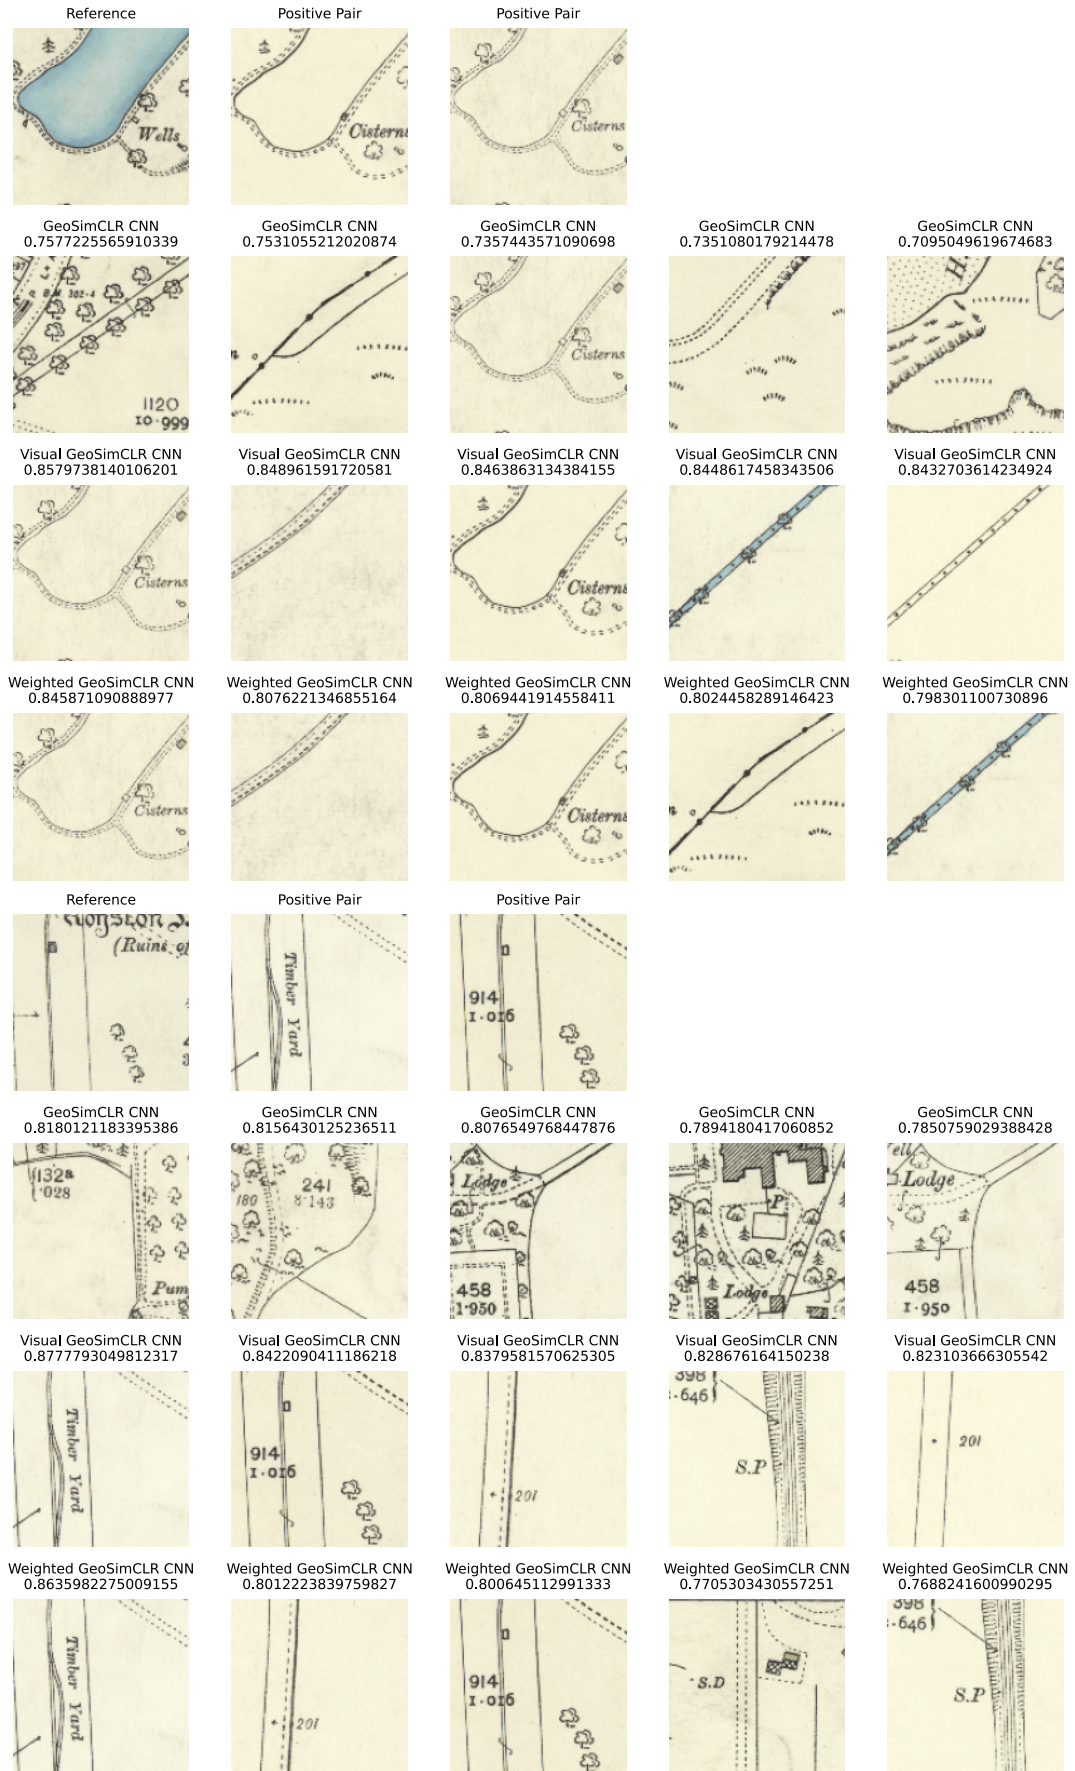 Reference Positive Pair Positive Pair
Wells Cisterns Cisterns
GeoSimCLR CNN GeoSimCLR CNN GeoSimCLR CNN GeoSimCLR CNN GeoSimCLR CNN
0.7577225565910339 0.7531055212020874 0.7357443571090698 0.7351080179214478 0.7095049619674683
H.
302·4
Cisterns
1120
10·999
Visual GeoSimCLR CNN Visual GeoSimCLR CNN Visual GeoSimCLR CNN Visual GeoSimCLR CNN Visual GeoSimCLR CNN
0.8579738140106201 0.848961591720581 0.8463863134384155 0.8448617458343506 0.8432703614234924
Cisterns Cisterns
Weighted GeoSimCLR CNN Weighted GeoSimCLR CNN Weighted GeoSimCLR CNN Weighted GeoSimCLR CNN Weighted GeoSimCLR CNN
0.845871090888977 0.8076221346855164 0.8069441914558411 0.8024458289146423 0.798301100730896
Cisterns Cisterns
Reference Positive Pair Positive Pair
(Ruins of
Timber Yard
914
1·016
GeoSimCLR CNN GeoSimCLR CNN GeoSimCLR CNN GeoSimCLR CNN GeoSimCLR CNN
0.8180121183395386 0.8156430125236511 0.8076549768447876 0.7894180417060852 0.7850759029388428
132a 241 Lodge P ell Lodge
·028 180 8·143
Pum 458 Lodge 458
1·950 1·950
Visual GeoSimCLR CNN Visual GeoSimCLR CNN Visual GeoSimCLR CNN Visual GeoSimCLR CNN Visual GeoSimCLR CNN
0.8777793049812317 0.8422090411186218 0.8379581570625305 0.828676164150238 0.823103666305542
398
·646
Timber Yard 914 201 S.P 201
1·016
Weighted GeoSimCLR CNN Weighted GeoSimCLR CNN Weighted GeoSimCLR CNN Weighted GeoSimCLR CNN Weighted GeoSimCLR CNN
0.8635982275009155 0.8012223839759827 0.800645112991333 0.7705303430557251 0.7688241600990295
398
·646
Timber Yard 201 914 S.D S.P
1·016